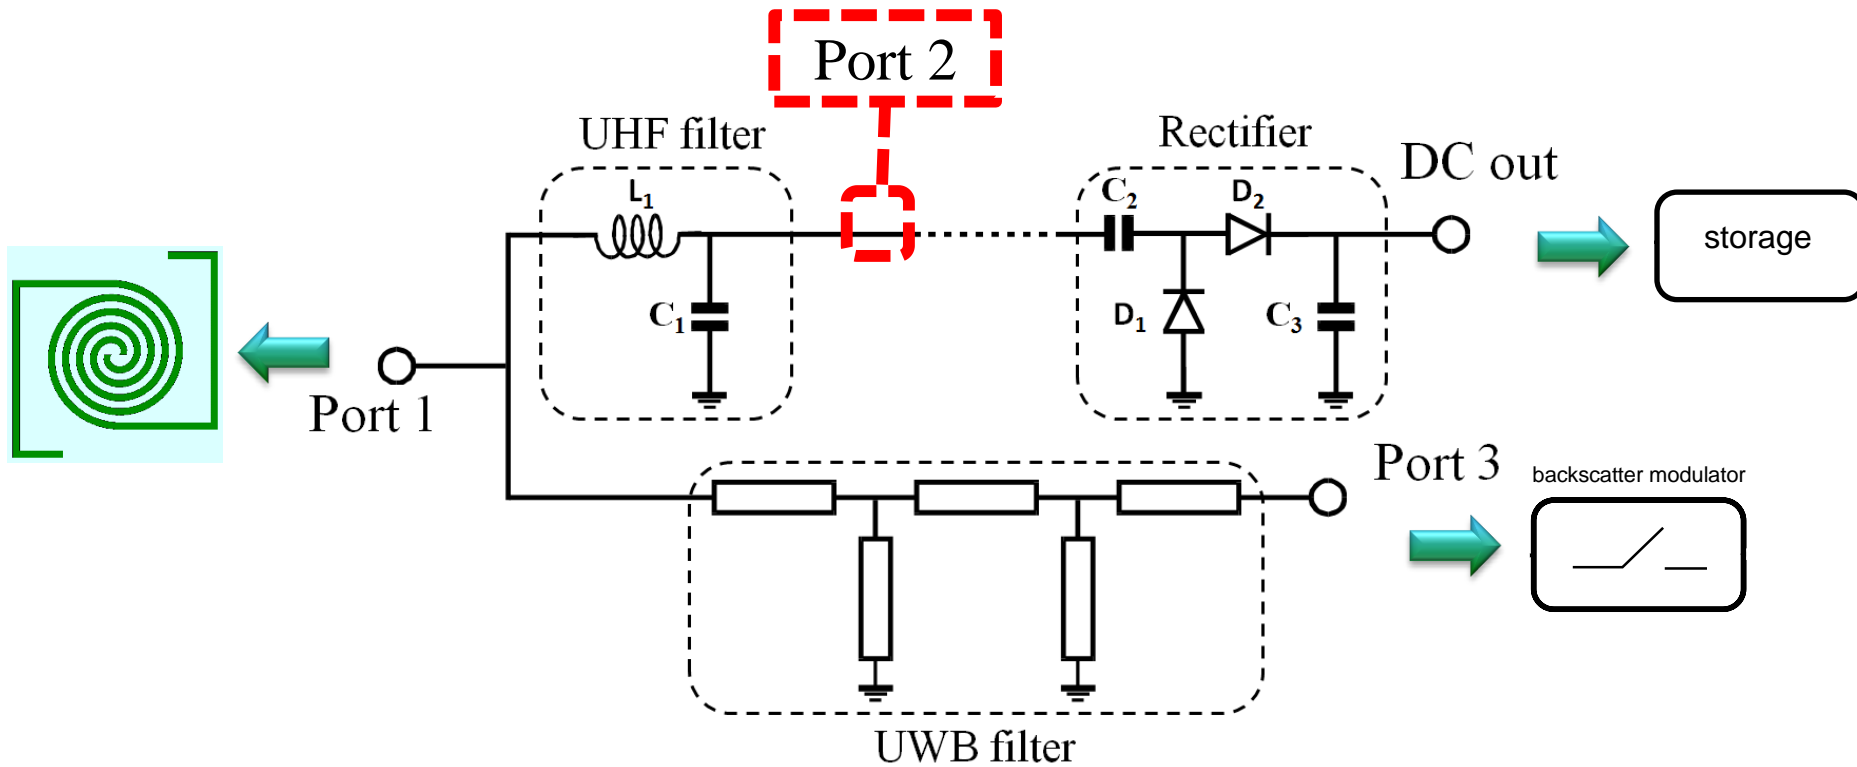 Port 2
UHF filter
Rectifier
DC out
L1
C2
D2
storage
C1
D1
C3
Port 1
Port 3
backscatter modulator
UWB filter